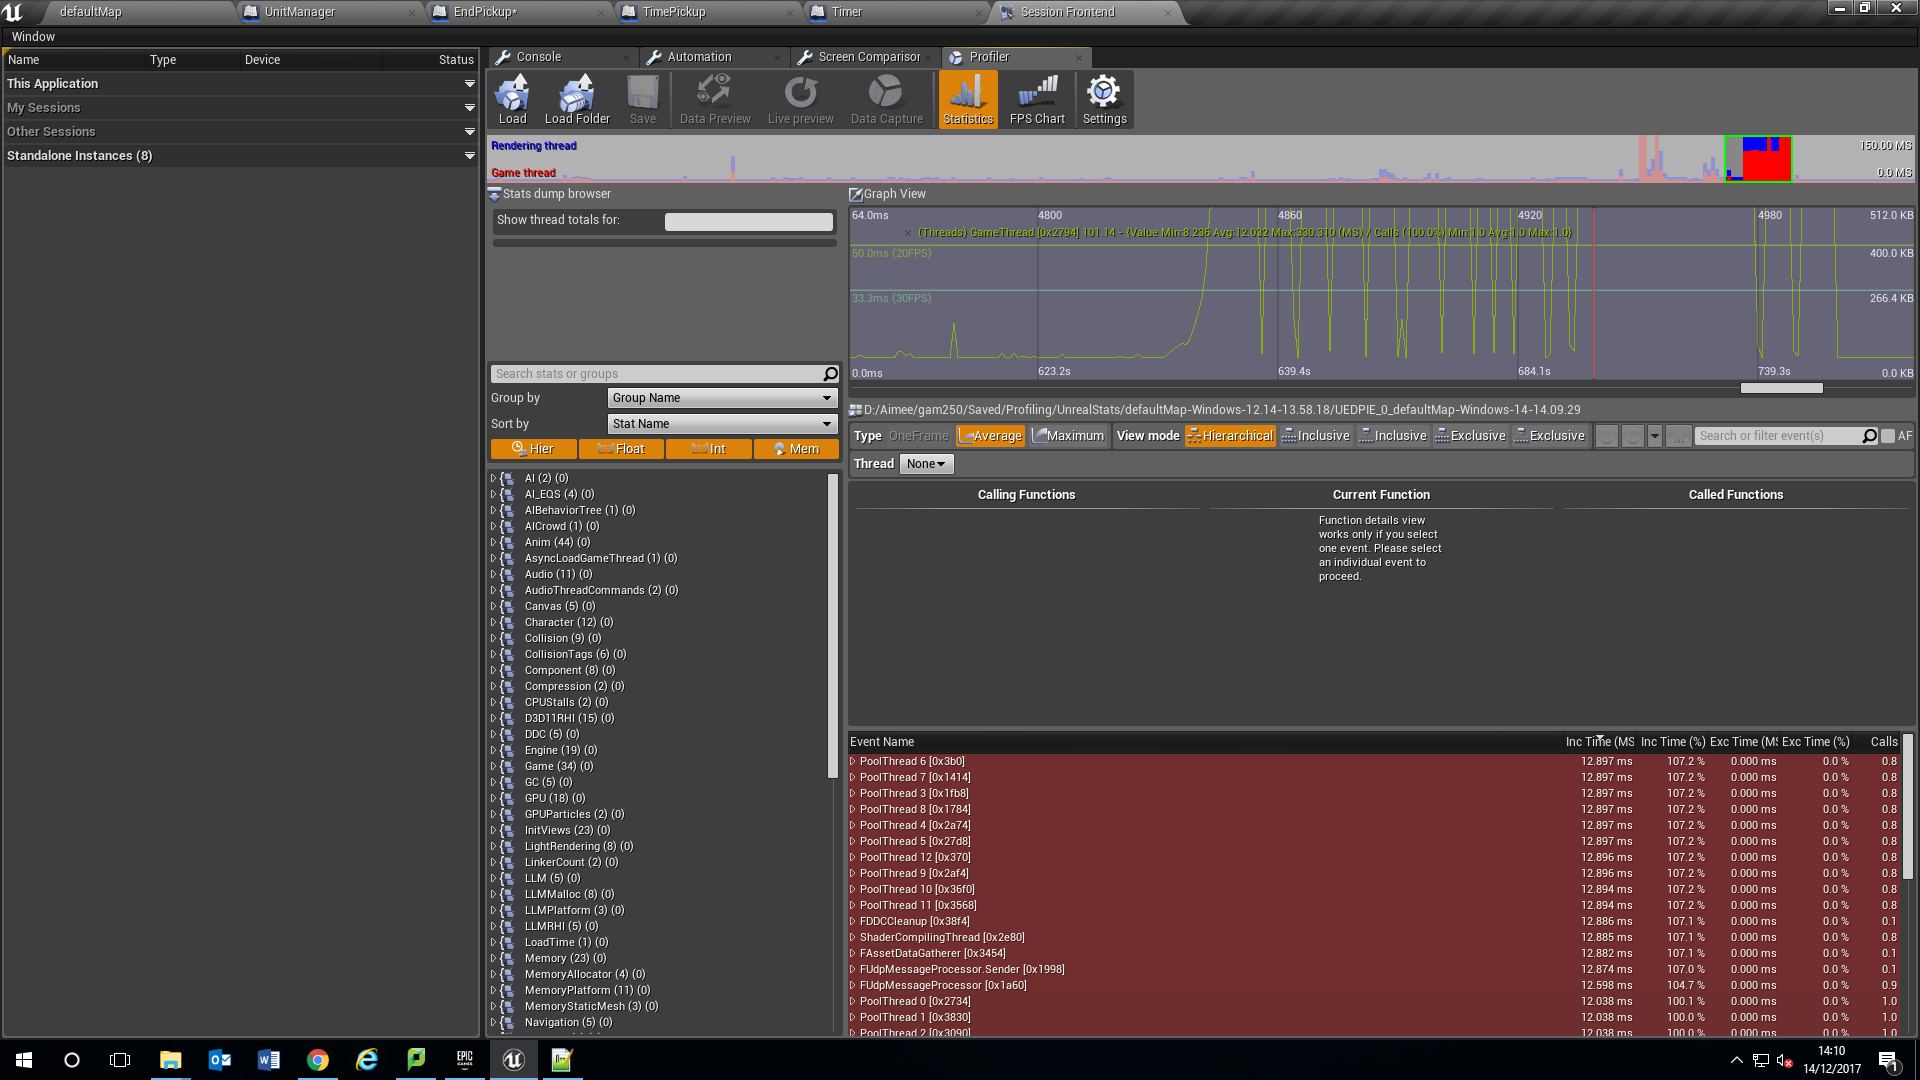 defaultMap
UnitManager
EndPickup*
TimePickup
Timer
Session Frontend
Window
Name
Type
Device
Status
This Application
My Sessions
Other Sessions
Standalone Instances (8)
Console
Automation
Screen Comparisor
Profiler
Load
Load Folder
Save
Data Preview
Live preview
Data Capture
Statistics
FPS Chart
Settings
Rendering thread
150.00 MS
Game thread
0.0 MS
Stats dump browser
Show thread totals for:
Search stats or groups
Group by
Group Name
Sort by
Stat Name
Hier
Float
Int
Mem
AI (2) (0)
AI_EQS (4) (0)
AIBehaviorTree (1) (0)
AICrowd (1) (0)
Anim (44) (0)
AsyncLoadGameThread (1) (0)
Audio (11) (0)
AudioThreadCommands (2) (0)
Canvas (5) (0)
Character (12) (0)
Collision (9) (0)
CollisionTags (6) (0)
Component (8) (0)
Compression (2) (0)
CPUStalls (2) (0)
D3D11RHI (15) (0)
DDC (5) (0)
Engine (19) (0)
Game (34) (0)
GC (5) (0)
GPU (18) (0)
GPUParticles (2) (0)
InitViews (23) (0)
LightRendering (8) (0)
LinkerCount (2) (0)
LLM (5) (0)
LLMMalloc (8) (0)
LLMPlatform (3) (0)
LLMRHI (5) (0)
LoadTime (1) (0)
Memory (23) (0)
MemoryAllocator (4) (0)
MemoryPlatform (11) (0)
MemoryStaticMesh (3) (0)
Navigation (5) (0)
Graph View
64.0ms 4800 4860 4920 4980 512.0 KB
(Threads) GameThread [0x2794] 101.14 - {Value Min:8.236 Avg:12.032 Max:330.310 (MS) / Calls (100.0%) Min:1.0 Avg:1.0 Max:1.0}
50.0ms (20FPS) 400.0 KB
33.3ms (30FPS) 266.4 KB
0.0ms 623.2s 639.4s 684.1s 739.3s 0.0 KB
D:/Aimee/gam250/Saved/Profiling/UnrealStats/defaultMap-Windows-12.14-13.58.18/UEDPIE_0_defaultMap-Windows-14-14.09.29
Type OneFrame Average Maximum View mode Hierarchical Inclusive Inclusive Exclusive Exclusive Search or filter event(s) AF
Thread None
Calling Functions
Current Function
Called Functions
Function details view
works only if you select
one event. Please select
an individual event to
proceed.
Event Name Inc Time (MS Inc Time (%) Exc Time (MS Exc Time (%) Calls
PoolThread 6 [0x3b0] 12.897 ms 107.2 % 0.000 ms 0.0 % 0.8
PoolThread 7 [0x1414] 12.897 ms 107.2 % 0.000 ms 0.0 % 0.8
PoolThread 3 [0x1fb8] 12.897 ms 107.2 % 0.000 ms 0.0 % 0.8
PoolThread 8 [0x1784] 12.897 ms 107.2 % 0.000 ms 0.0 % 0.8
PoolThread 4 [0x2a74] 12.897 ms 107.2 % 0.000 ms 0.0 % 0.8
PoolThread 5 [0x27d8] 12.897 ms 107.2 % 0.000 ms 0.0 % 0.8
PoolThread 12 [0x370] 12.896 ms 107.2 % 0.000 ms 0.0 % 0.8
PoolThread 9 [0x2af4] 12.896 ms 107.2 % 0.000 ms 0.0 % 0.8
PoolThread 10 [0x36f0] 12.894 ms 107.2 % 0.000 ms 0.0 % 0.8
PoolThread 11 [0x3568] 12.894 ms 107.2 % 0.000 ms 0.0 % 0.8
FDDCCleanup [0x38f4] 12.886 ms 107.1 % 0.000 ms 0.0 % 0.1
ShaderCompilingThread [0x2e80] 12.885 ms 107.1 % 0.000 ms 0.0 % 0.8
FAssetDataGatherer [0x3454] 12.882 ms 107.1 % 0.000 ms 0.0 % 0.1
FUdpMessageProcessor.Sender [0x1998] 12.874 ms 107.0 % 0.000 ms 0.0 % 0.1
FUdpMessageProcessor [0x1a60] 12.598 ms 104.7 % 0.000 ms 0.0 % 0.9
PoolThread 0 [0x2734] 12.038 ms 100.1 % 0.000 ms 0.0 % 1.0
PoolThread 1 [0x3830] 12.038 ms 100.0 % 0.000 ms 0.0 % 1.0
PoolThread 2 [0x3090] 12.038 ms 100.0 % 0.000 ms 0.0 % 1.0
EPIC GAMES
14:10
14/12/2017
1